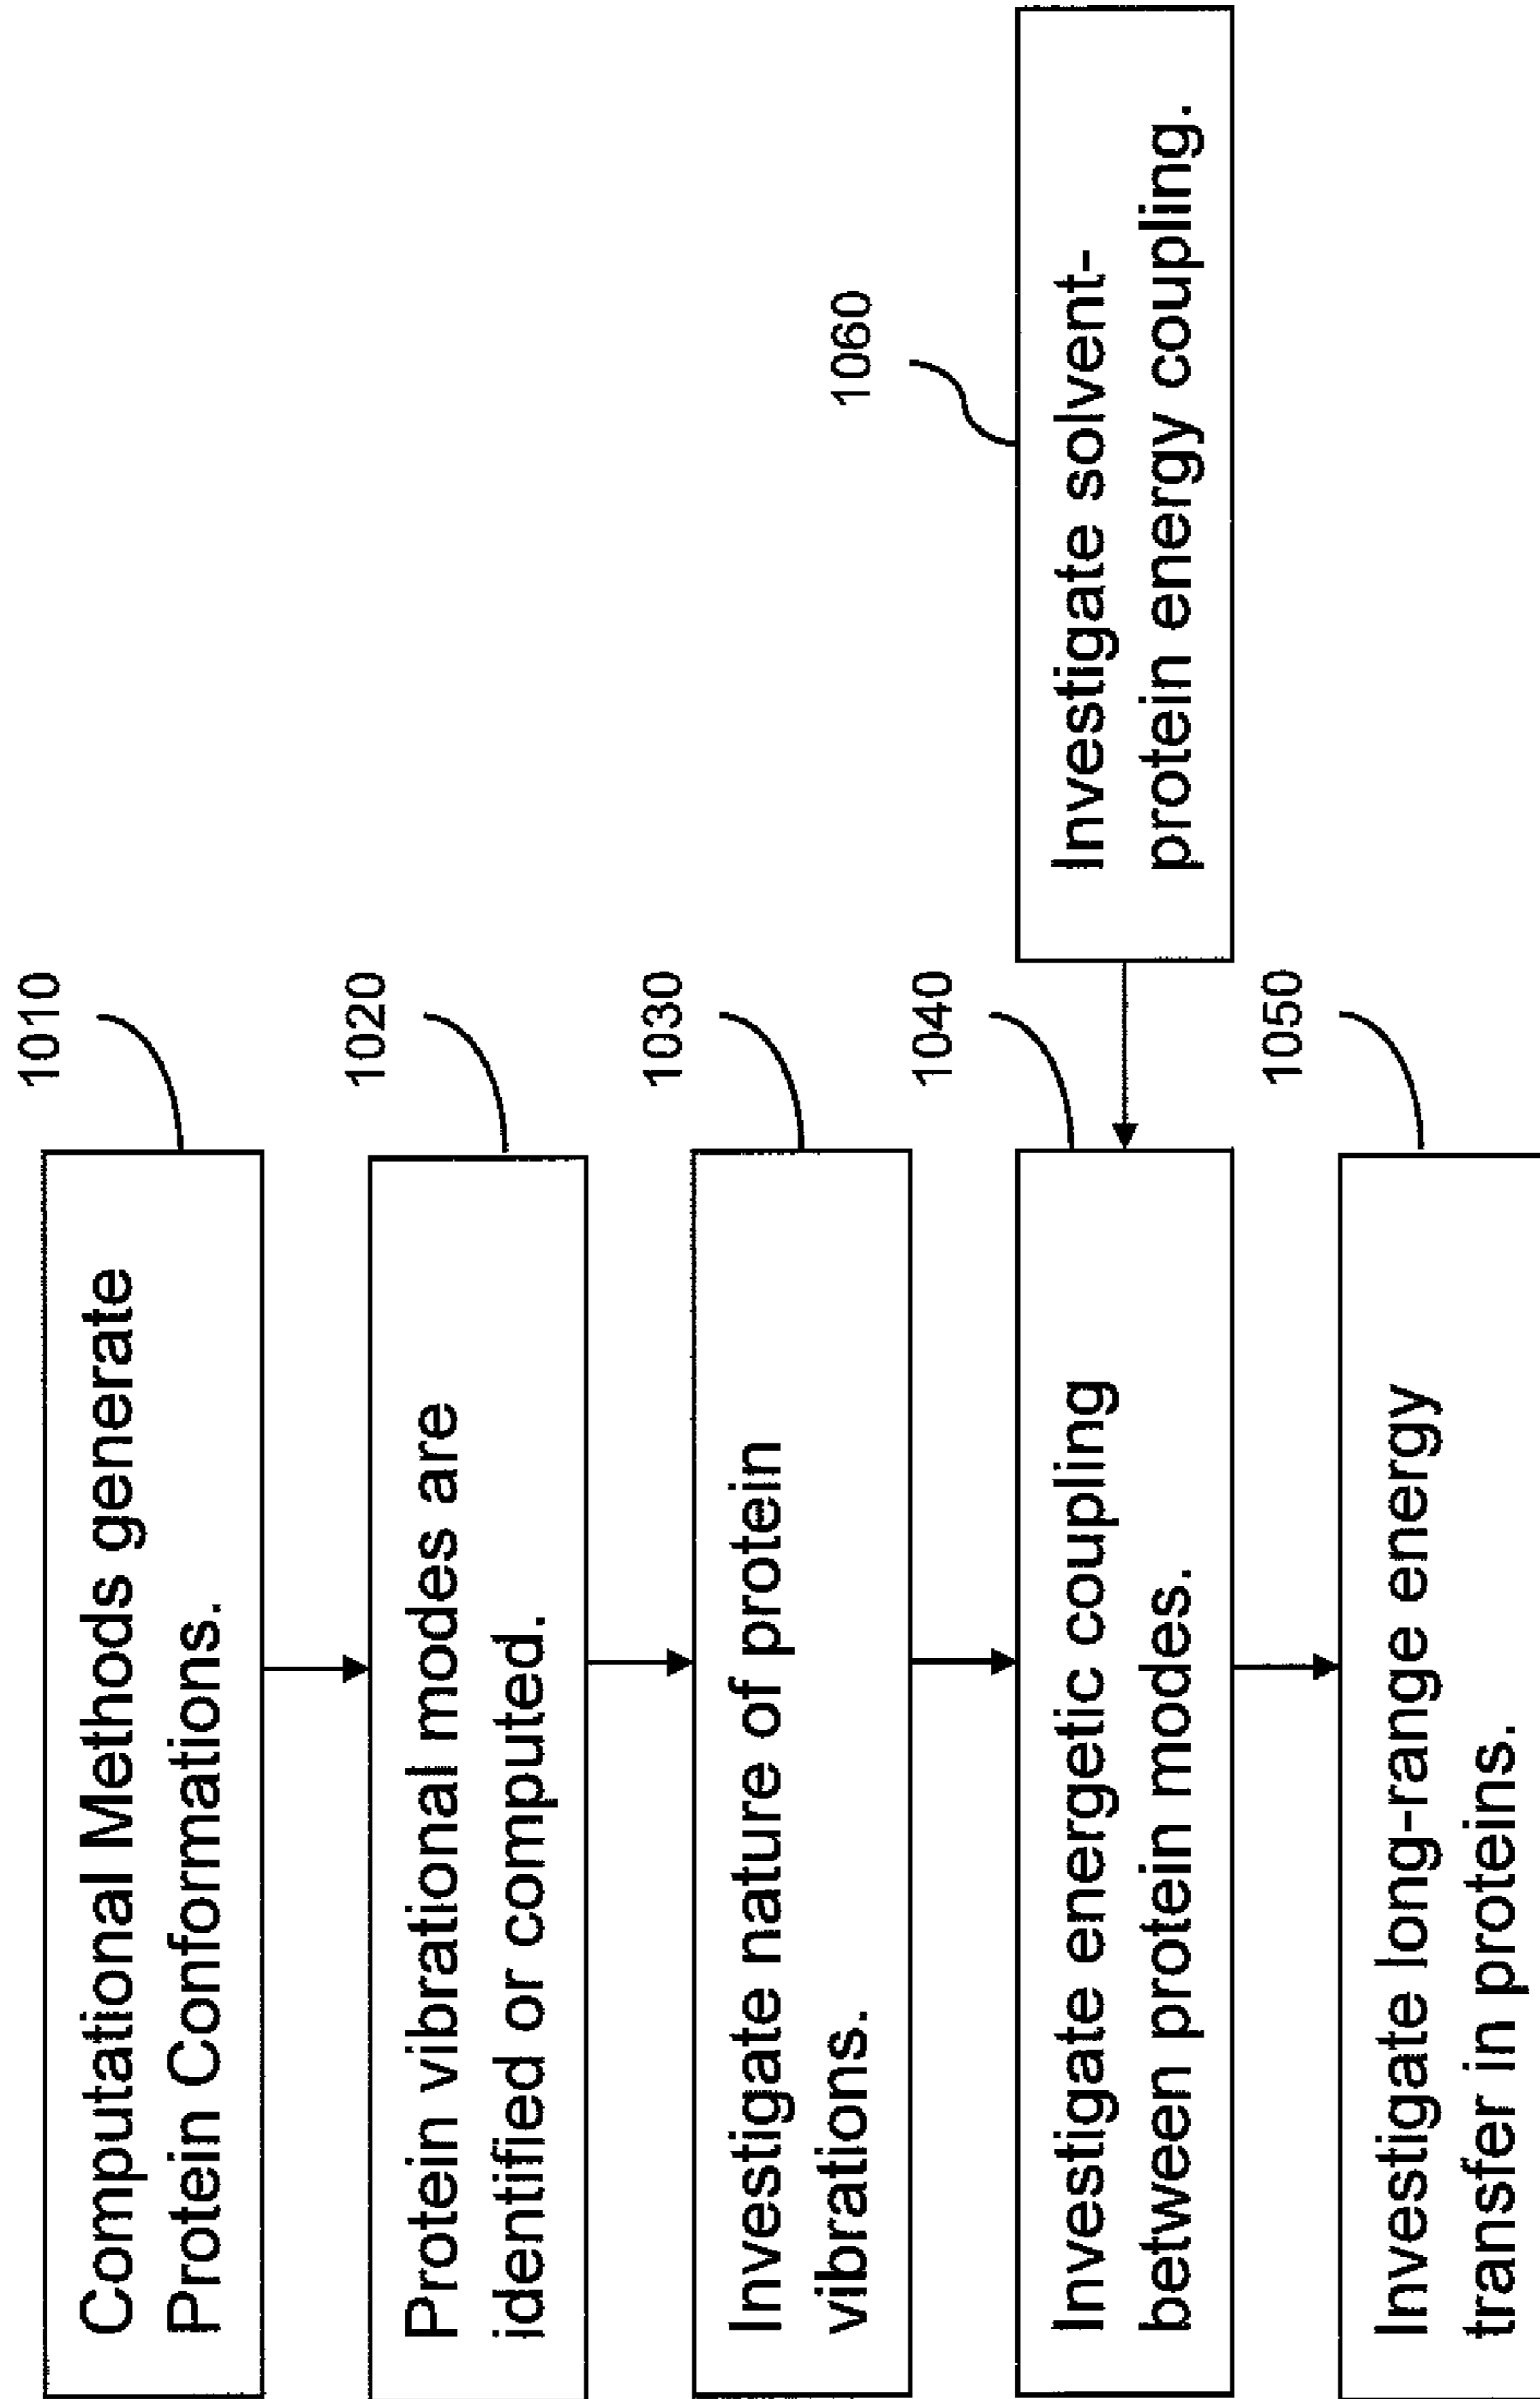 1010
Computational Methods generate
Protein Conformations.
1020
Protein vibrational modes are
identified or computed.
1030
Investigate nature of protein
vibrations.
1040
Investigate energetic coupling
between protein modes.
1060
Investigate solvent-
protein energy coupling.
1050
Investigate long-range energy
transfer in proteins.